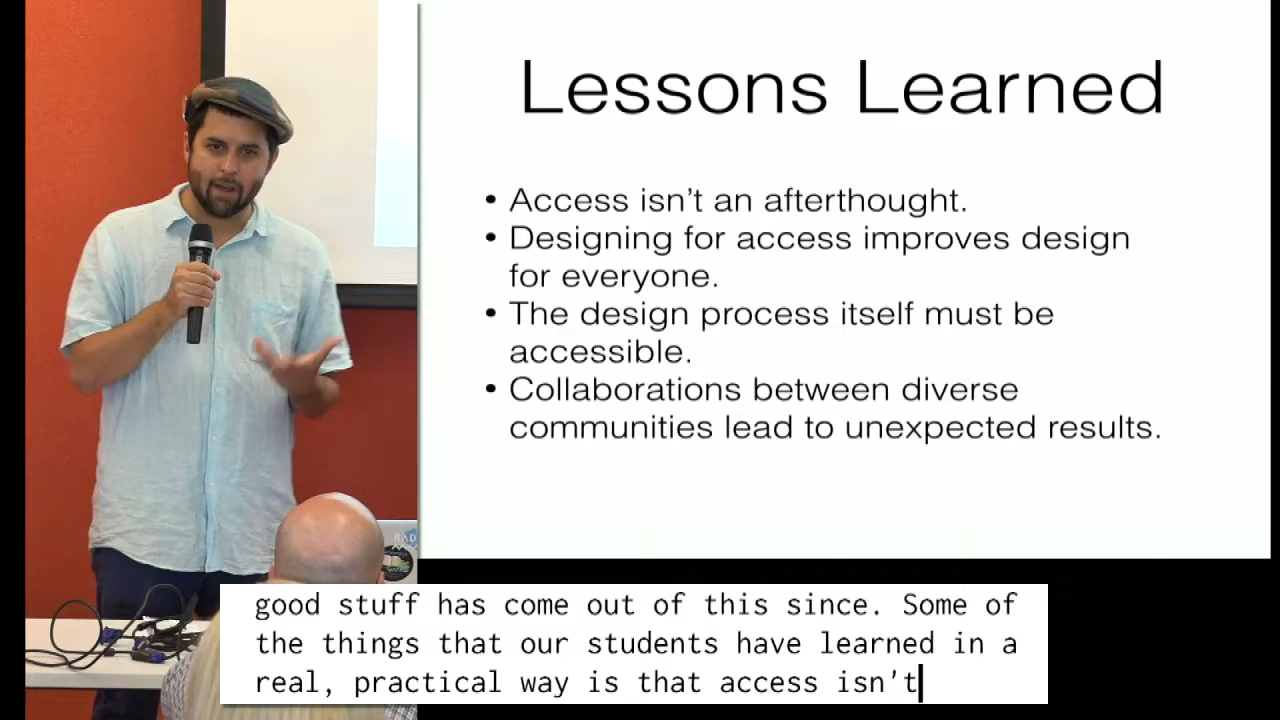 Lessons Learned
• Access isn't an afterthought.
• Designing for access improves design
for everyone.
• The design process itself must be
accessible.
• Collaborations between diverse
communities lead to unexpected results.
RAD
good stuff has come out of this since. Some of
the things that our students have learned in a
real, practical way is that access isn't